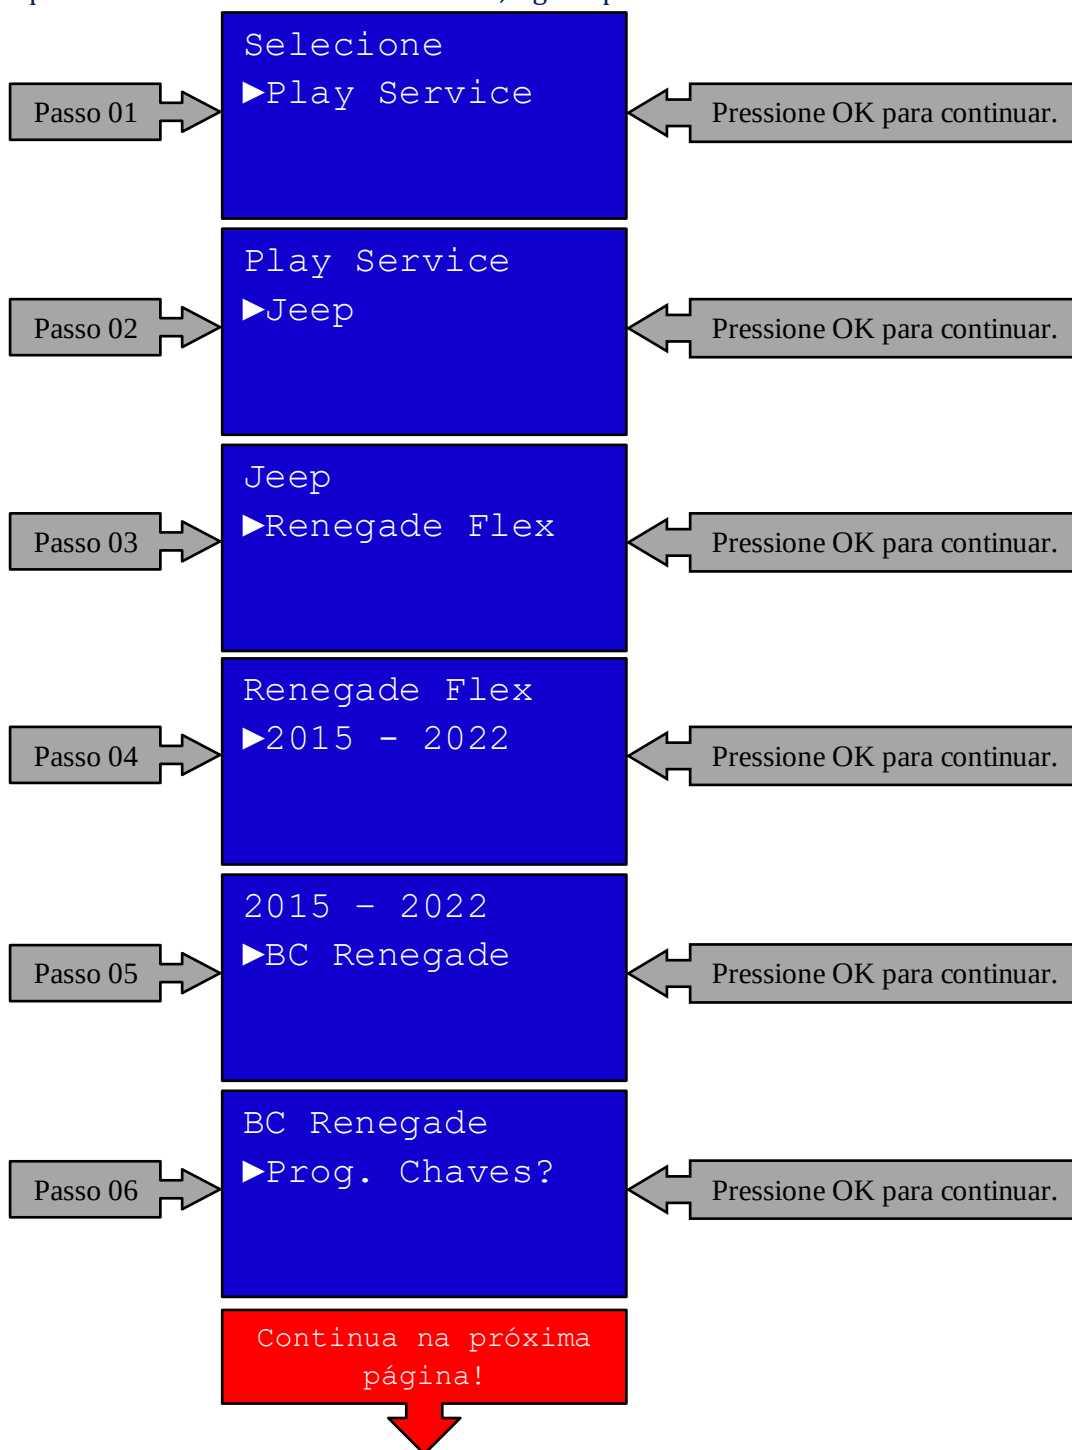 Selecione
►Play Service
Passo 01
Pressione OK para continuar.
Play Service
►Jeep
Passo 02
Pressione OK para continuar.
Jeep
►Renegade Flex
Passo 03
Pressione OK para continuar.
Renegade Flex
►2015 - 2022
Passo 04
Pressione OK para continuar.
2015 – 2022
►BC Renegade
Passo 05
Pressione OK para continuar.
BC Renegade
►Prog. Chaves?
Passo 06
Pressione OK para continuar.
Continua na próxima
página!